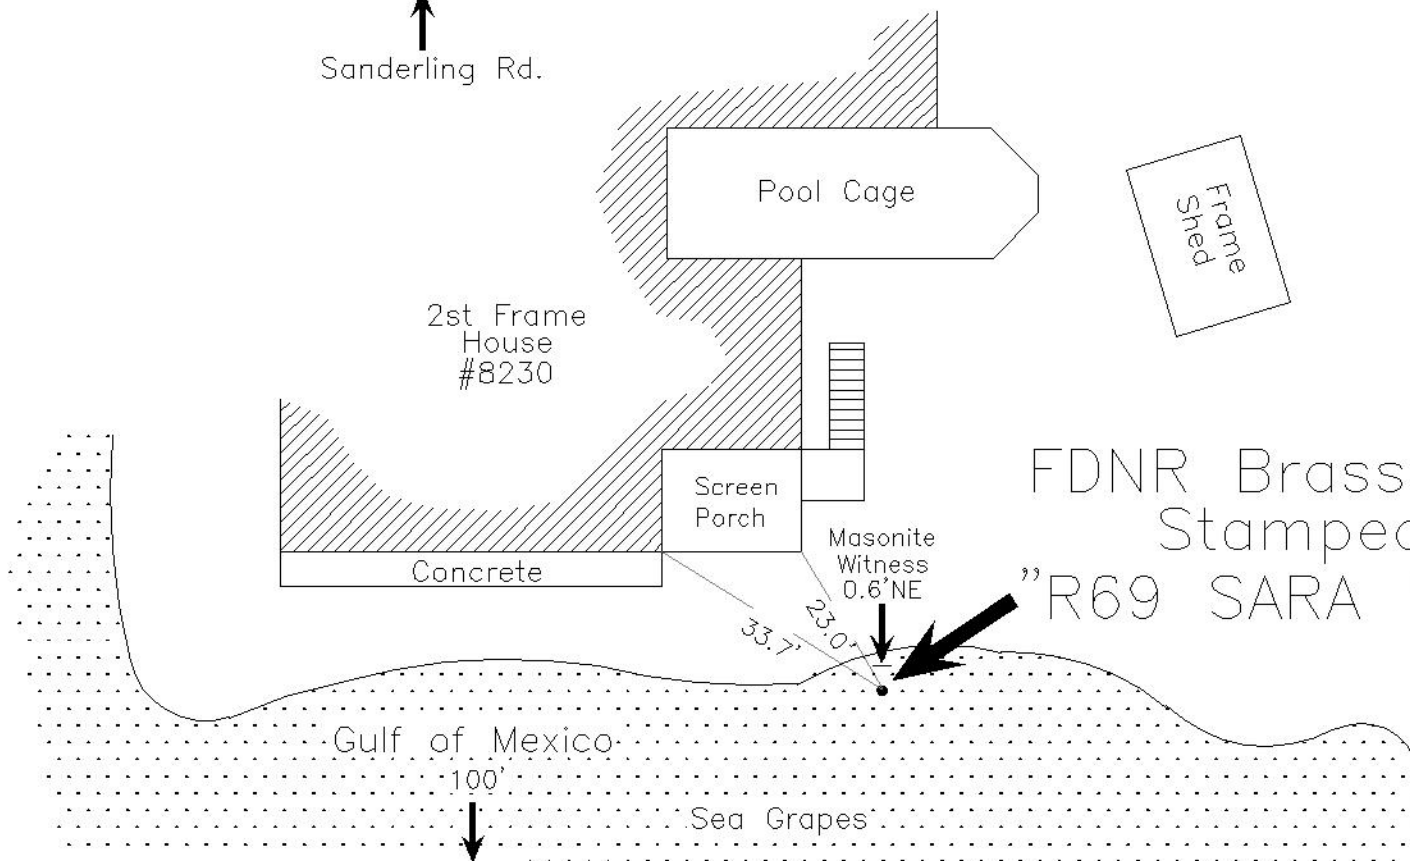 Sanderling Rd.
Pool Cage
Frame
Shed
2st Frame
House
#8230
Screen
Porch
Concrete
Masonite
Witness
0.6'NE
FDNR Brass
Stamped
"R69 SARA
23.0'
33.7'
Gulf of Mexico
100'
Sea Grapes